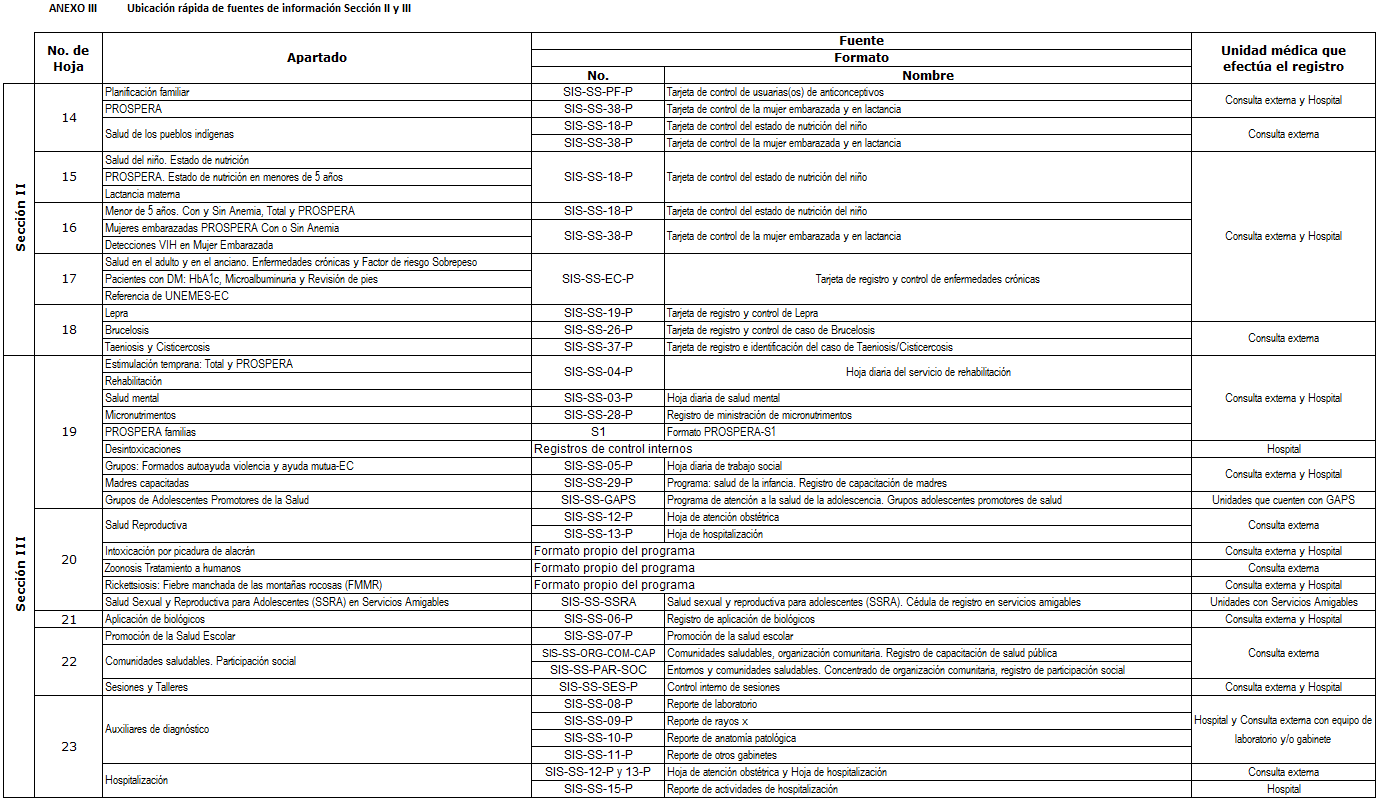 ANEXO III Ubicación rápida de fuentes de información Sección II y III
No. de Hoja Apartado Fuente Unidad médica que efectúa el registro
Formato
No. Nombre
Sección II
14 Planificación familiar SIS-SS-PF-P Tarjeta de control de usuarias(os) de anticonceptivos Consulta externa y Hospital
PROSPERA SIS-SS-38-P Tarjeta de control de la mujer embarazada y en lactancia
Salud de los pueblos indígenas SIS-SS-18-P Tarjeta de control del estado de nutrición del niño Consulta externa
SIS-SS-38-P Tarjeta de control de la mujer embarazada y en lactancia
15 Salud del niño. Estado de nutrición SIS-SS-18-P Tarjeta de control del estado de nutrición del niño Consulta externa y Hospital
PROSPERA. Estado de nutrición en menores de 5 años
Lactancia materna
16 Menor de 5 años. Con y Sin Anemia, Total y PROSPERA SIS-SS-18-P Tarjeta de control del estado de nutrición del niño
Mujeres embarazadas PROSPERA Con o Sin Anemia SIS-SS-38-P Tarjeta de control de la mujer embarazada y en lactancia
Detecciones VIH en Mujer Embarazada
17 Salud en el adulto y en el anciano. Enfermedades crónicas y Factor de riesgo Sobrepeso SIS-SS-EC-P Tarjeta de registro y control de enfermedades crónicas
Pacientes con DM: HbA1c, Microalbuminuria y Revisión de pies
Referencia de UNEMES-EC
18 Lepra SIS-SS-19-P Tarjeta de registro y control de Lepra
Brucelosis SIS-SS-26-P Tarjeta de registro y control de caso de Brucelosis Consulta externa
Taeniosis y Cisticercosis SIS-SS-37-P Tarjeta de registro e identificación del caso de Taeniosis/Cisticercosis
Sección III
19 Estimulación temprana: Total y PROSPERA SIS-SS-04-P Hoja diaria del servicio de rehabilitación Consulta externa y Hospital
Rehabilitación
Salud mental SIS-SS-03-P Hoja diaria de salud mental
Micronutrimentos SIS-SS-28-P Registro de ministración de micronutrimentos
PROSPERA familias S1 Formato PROSPERA-S1
Desintoxicaciones Registros de control internos Hospital
Grupos: Formados autoayuda violencia y ayuda mutua-EC SIS-SS-05-P Hoja diaria de trabajo social Consulta externa y Hospital
Madres capacitadas SIS-SS-29-P Programa: salud de la infancia. Registro de capacitación de madres
Grupos de Adolescentes Promotores de la Salud SIS-SS-GAPS Programa de atención a la salud de la adolescencia. Grupos adolescentes promotores de salud Unidades que cuenten con GAPS
20 Salud Reproductiva SIS-SS-12-P Hoja de atención obstétrica Consulta externa
SIS-SS-13-P Hoja de hospitalización
Intoxicación por picadura de alacrán Formato propio del programa Consulta externa y Hospital
Zoonosis Tratamiento a humanos Formato propio del programa Consulta externa
Rickettsiosis: Fiebre manchada de las montañas rocosas (FMMR) Formato propio del programa Consulta externa y Hospital
Salud Sexual y Reproductiva para Adolescentes (SSRA) en Servicios Amigables SIS-SS-SSRA Salud sexual y reproductiva para adolescentes (SSRA). Cédula de registro en servicios amigables Unidades con Servicios Amigables
21 Aplicación de biológicos SIS-SS-06-P Registro de aplicación de biológicos Consulta externa y Hospital
22 Promoción de la Salud Escolar SIS-SS-07-P Promoción de la salud escolar Consulta externa
Comunidades saludables. Participación social SIS-SS-ORG-COM-CAP Comunidades saludables, organización comunitaria. Registro de capacitación de salud pública
SIS-SS-PAR-SOC Entornos y comunidades saludables. Concentrado de organización comunitaria, registro de participación social
Sesiones y Talleres SIS-SS-SES-P Control interno de sesiones Consulta externa y Hospital
23 Auxiliares de diagnóstico SIS-SS-08-P Reporte de laboratorio Hospital y Consulta externa con equipo de laboratorio y/o gabinete
SIS-SS-09-P Reporte de rayos x
SIS-SS-10-P Reporte de anatomía patológica
SIS-SS-11-P Reporte de otros gabinetes
Hospitalización SIS-SS-12-P y 13-P Hoja de atención obstétrica y Hoja de hospitalización Consulta externa
SIS-SS-15-P Reporte de actividades de hospitalización Hospital